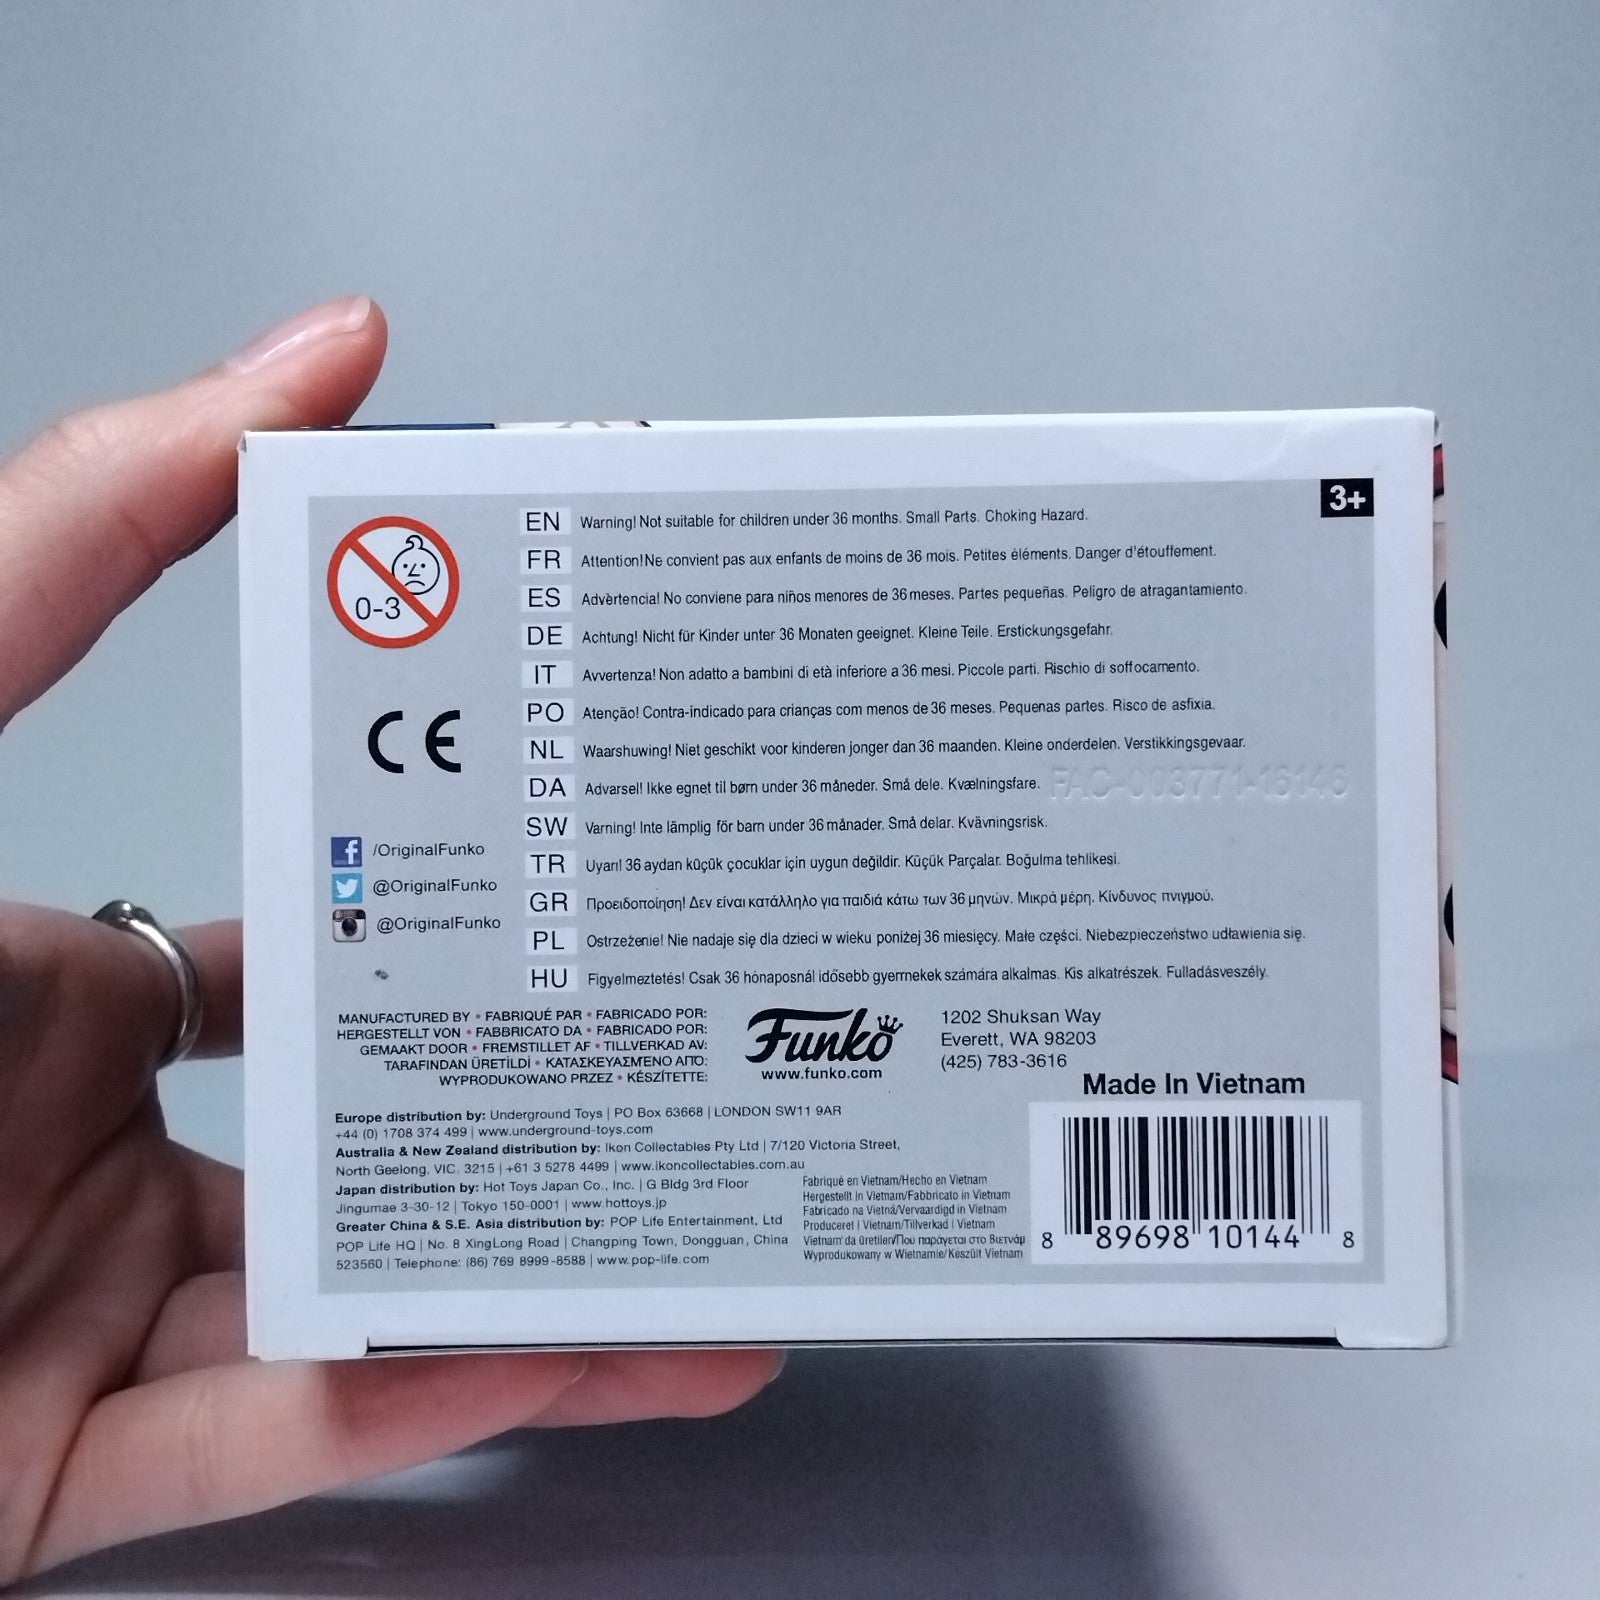 3+
0-3
EN Warning! Not suitable for children under 36 months. Small Parts. Choking Hazard.
FR Attention!Ne convient pas aux enfants de moins de 36 mois. Petites éléments. Danger d'étouffement.
ES Advèrtencia! No conviene para niños menores de 36 meses. Partes pequeñas. Peligro de atragantamiento.
DE Achtung! Nicht für Kinder unter 36 Monaten geeignet. Kleine Teile. Erstickungsgefahr.
IT Avvertenza! Non adatto a bambini di età inferiore a 36 mesi. Piccole parti. Rischio di soffocamento.
PO Atenção! Contra-indicado para crianças com menos de 36 meses. Pequenas partes. Risco de asfixia.
NL Waarshuwing! Niet geschikt voor kinderen jonger dan 36 maanden. Kleine onderdelen. Verstikkingsgevaar.
DA Advarsel! Ikke egnet til børn under 36 måneder. Små dele. Kvælningsfare.
FAC-003771-16146
SW Varning! Inte lämplig för barn under 36 månader. Små delar. Kvävningsrisk.
TR Uyarı! 36 aydan küçük çocuklar için uygun değildir. Küçük Parçalar. Boğulma tehlikesi.
GR Προειδοποίηση! Δεν είναι κατάλληλο για παιδιά κάτω των 36 μηνών. Μικρά μέρη. Κίνδυνος πνιγμού.
PL Ostrzeżenie! Nie nadaje się dla dzieci w wieku poniżej 36 miesięcy. Małe części. Niebezpieczeństwo udławienia się.
HU Figyelmeztetés! Csak 36 hónaposnál idősebb gyerrnekek számára alkalmas. Kis alkatrészek. Fulladásveszély.
CE
/OriginalFunko
@OriginalFunko
@OriginalFunko
MANUFACTURED BY • FABRIQUÉ PAR • FABRICADO POR:
HERGESTELLT VON • FABBRICATO DA • FABRICADO POR:
GEMAAKT DOOR • FREMSTILLET AF • TILLVERKAD AV:
TARAFINDAN ÜRETİLDİ • ΚΑΤΑΣΚΕΥΑΣΜΈΝΟ ΑΠΌ:
WYPRODUKOWANO PRZEZ • KÉSZÍTETTE:
Funko
www.funko.com
1202 Shuksan Way
Everett, WA 98203
(425) 783-3616
Made In Vietnam
Europe distribution by: Underground Toys | PO Box 63668 | LONDON SW11 9AR
+44 (0) 1708 374 499 | www.underground-toys.com
Australia & New Zealand distribution by: Ikon Collectables Pty Ltd | 7/120 Victoria Street,
North Geelong, VIC. 3215 | +61 3 5278 4499 | www.ikoncollectables.com.au
Japan distribution by: Hot Toys Japan Co., Inc. | G Bldg 3rd Floor
Jingumae 3-30-12 | Tokyo 150-0001 | www.hottoys.jp
Greater China & S.E. Asia distribution by: POP Life Entertainment, Ltd
POP Life HQ | No. 8 XingLong Road | Changping Town, Dongguan, China
523560 | Telephone: (86) 769 8999-8588 | www.pop-life.com
Fabriqué en Vietnam/Hecho en Vietnam
Hergestellt in Vietnam/Fabbricato in Vietnam
Fabricado na Vietnã/Vervaardigd in Vietnam
Produceret i Vietnam/Tillverkad i Vietnam
Vietnam'da üretilen/Που παράγεται στο Βιετνάμ
Wyprodukowany w Wietnamie/Készült Vietnam
8 89698 10144 8